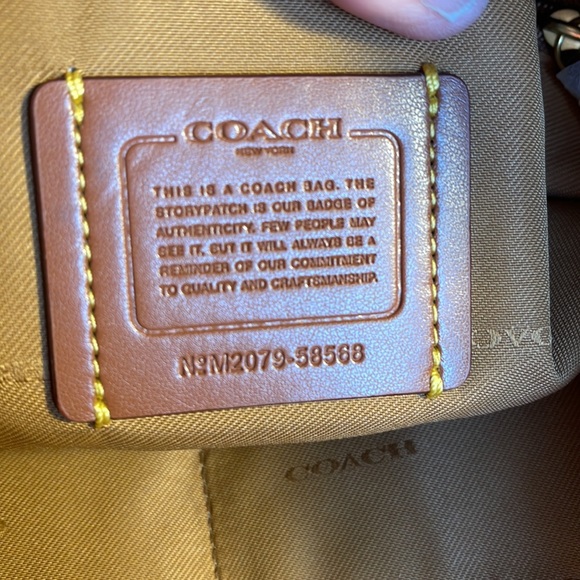 COACH
NEW YORK
THIS IS A COACH BAG. THE
STORYPATCH IS OUR BADGE OF
AUTHENTICITY. FEW PEOPLE MAY
SEE IT, BUT IT WILL ALWAYS BE A
REMINDER OF OUR COMMITMENT
TO QUALITY AND CRAFTSMANSHIP.
NoM2079-58568
COACH
COACH